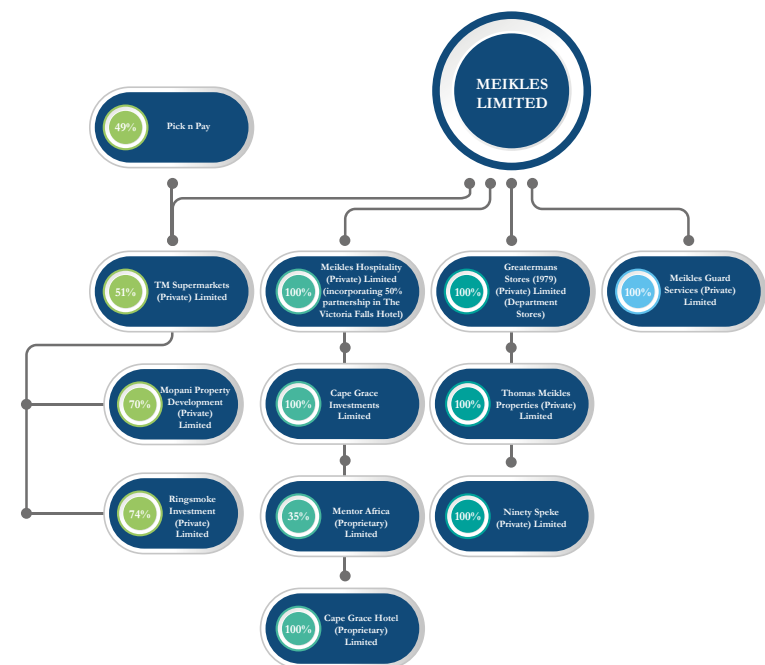 MEIKLES
LIMITED
49%
Pick n Pay
51%
TM Supermarkets
(Private) Limited
100%
Meikles Hospitality
(Private) Limited
(incorporating 50%
partnership in The
Victoria Falls Hotel)
100%
Greatermans
Stores (1979)
(Private) Limited
(Department
Stores)
100%
Meikles Guard
Services (Private)
Limited
70%
Mopani Property
Development
(Private)
Limited
100%
Cape Grace
Investments
Limited
100%
Thomas Meikles
Properties (Private)
Limited
74%
Ringsmoke
Investment
(Private)
Limited
35%
Mentor Africa
(Proprietary)
Limited
100%
Ninety Speke
(Private) Limited
100%
Cape Grace Hotel
(Proprietary)
Limited